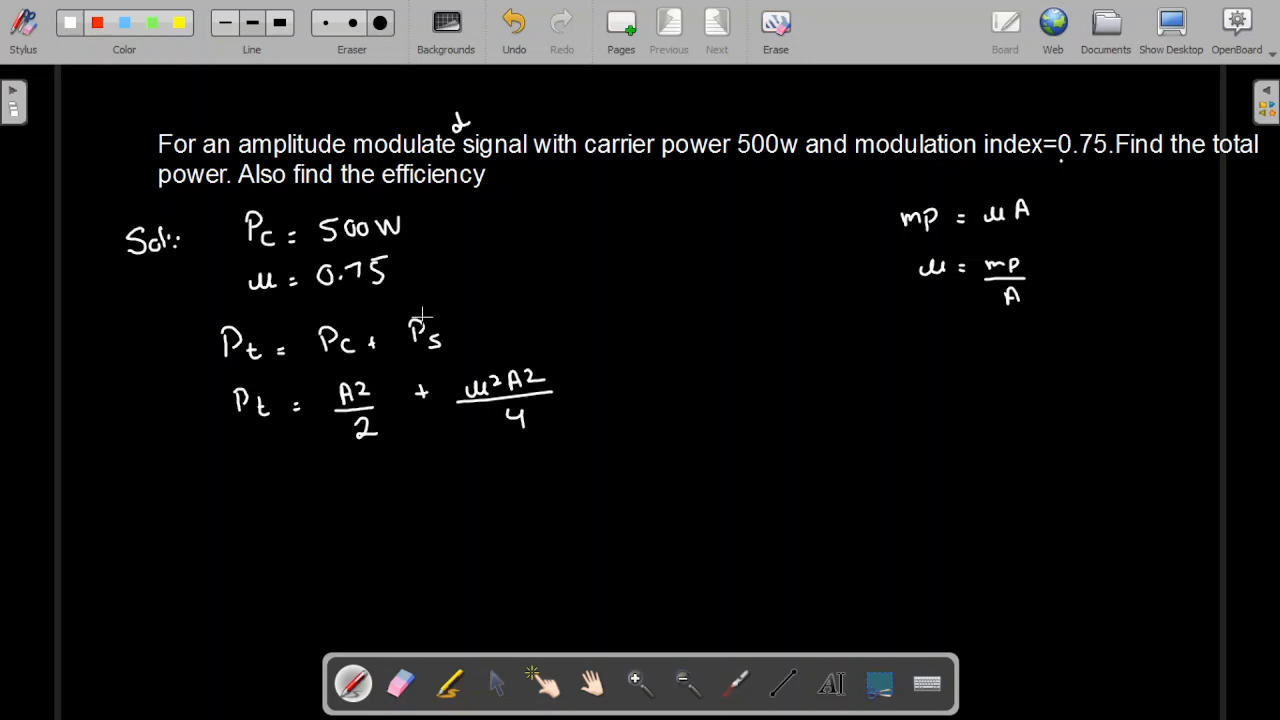 Stylus
Color
Line
Eraser
Backgrounds
Undo
Redo
Pages
Previous
Next
Erase
Board
Web
Documents
Show Desktop
OpenBoard
d
For an amplitude modulate signal with carrier power 500w and modulation index=0.75.Find the total
power. Also find the efficiency
Sol:
Pc = 500W
μ = 0.75
Pt = Pc + Ps
Pt = A²/2 + μ²A²/4
mp = μA
μ = mp/A
AI